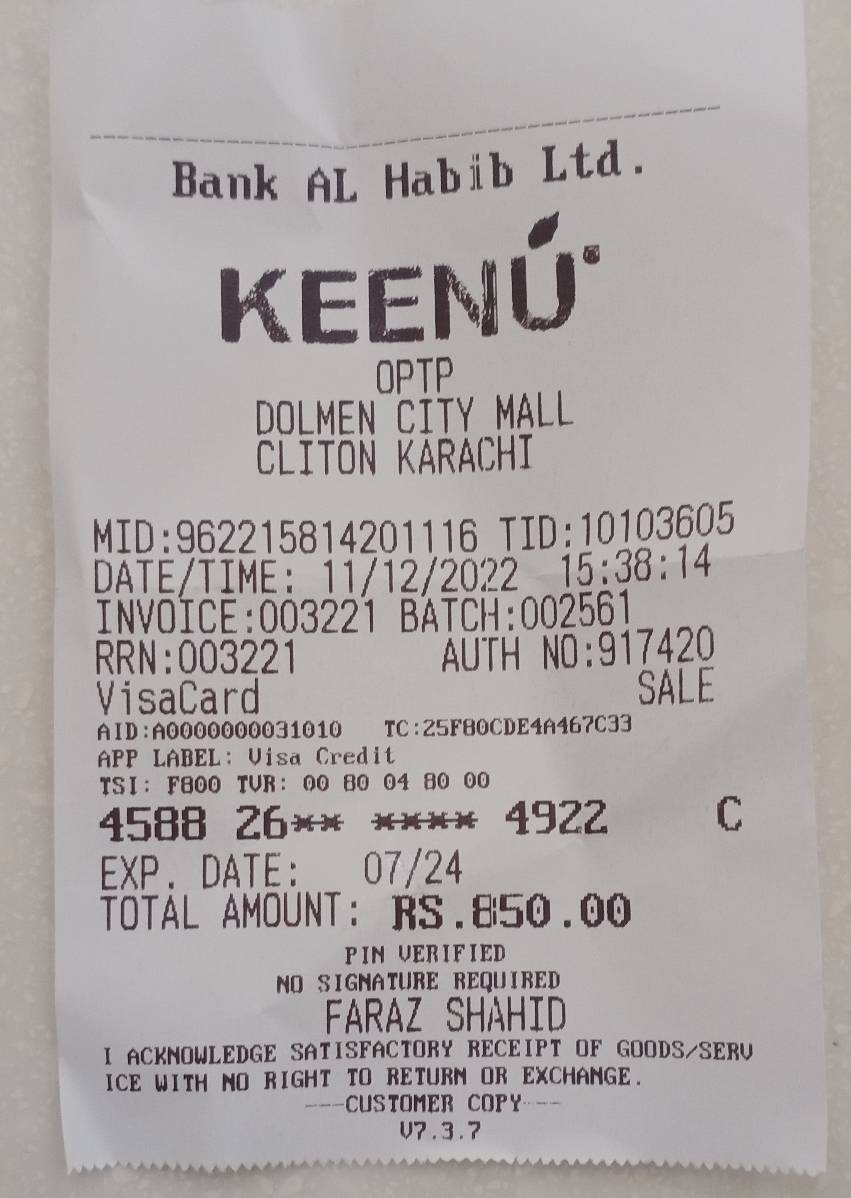 Bank AL Habib Ltd.
KEENU®
OPTP
DOLMEN CITY MALL
CLITON KARACHI
MID:962215814201116 TID:10103605
DATE/TIME: 11/12/2022 15:38:14
INVOICE:003221 BATCH:002561
RRN:003221 AUTH NO:917420
VisaCard SALE
AID:A0000000031010 TC:25F80CDE4A467C33
APP LABEL: Visa Credit
TSI: F800 TVR: 00 80 04 80 00
4588 26** **** 4922 C
EXP. DATE: 07/24
TOTAL AMOUNT: RS.850.00
PIN VERIFIED
NO SIGNATURE REQUIRED
FARAZ SHAHID
I ACKNOWLEDGE SATISFACTORY RECEIPT OF GOODS/SERV
ICE WITH NO RIGHT TO RETURN OR EXCHANGE.
---CUSTOMER COPY---
V7.3.7